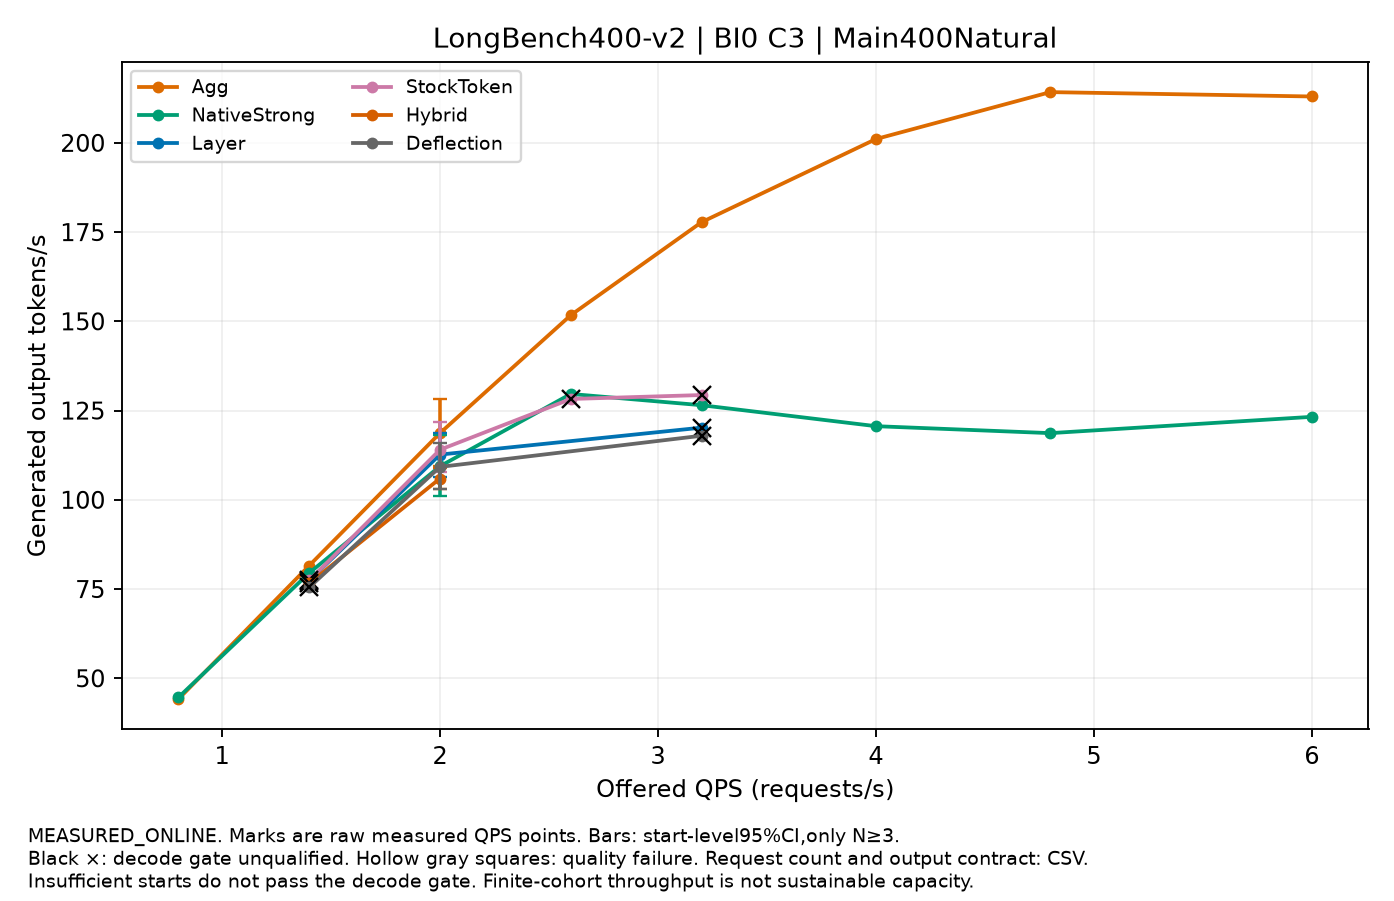 LongBench400-v2 | BI0 C3 | Main400Natural
Agg
NativeStrong
Layer
StockToken
Hybrid
Deflection
Generated output tokens/s
200
175
150
125
100
75
50
1 2 3 4 5 6
Offered QPS (requests/s)
MEASURED_ONLINE. Marks are raw measured QPS points. Bars: start-level95%CI,only N≥3.
Black ×: decode gate unqualified. Hollow gray squares: quality failure. Request count and output contract: CSV.
Insufficient starts do not pass the decode gate. Finite-cohort throughput is not sustainable capacity.